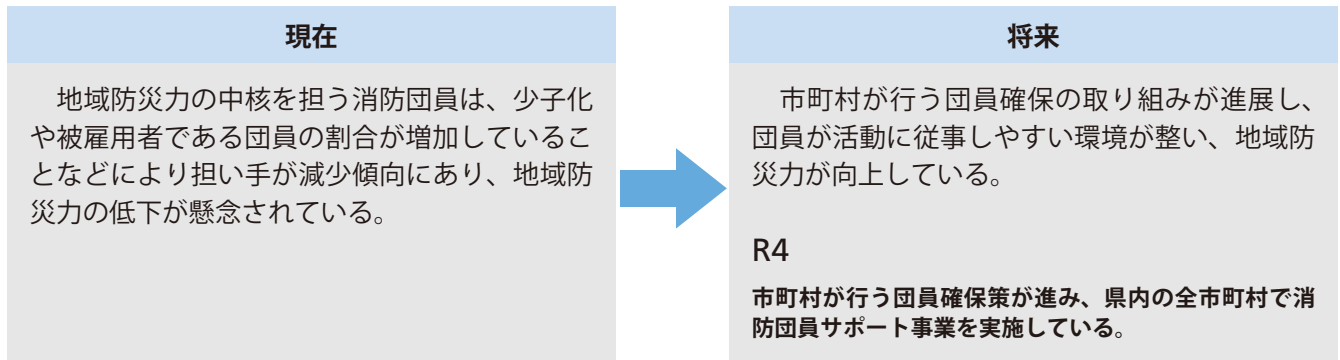 現在
　地域防災力の中核を担う消防団員は、少子化
や被雇用者である団員の割合が増加しているこ
となどにより担い手が減少傾向にあり、地域防
災力の低下が懸念されている。
将来
　市町村が行う団員確保の取り組みが進展し、
団員が活動に従事しやすい環境が整い、地域防
災力が向上している。
R4
市町村が行う団員確保策が進み、県内の全市町村で消
防団員サポート事業を実施している。